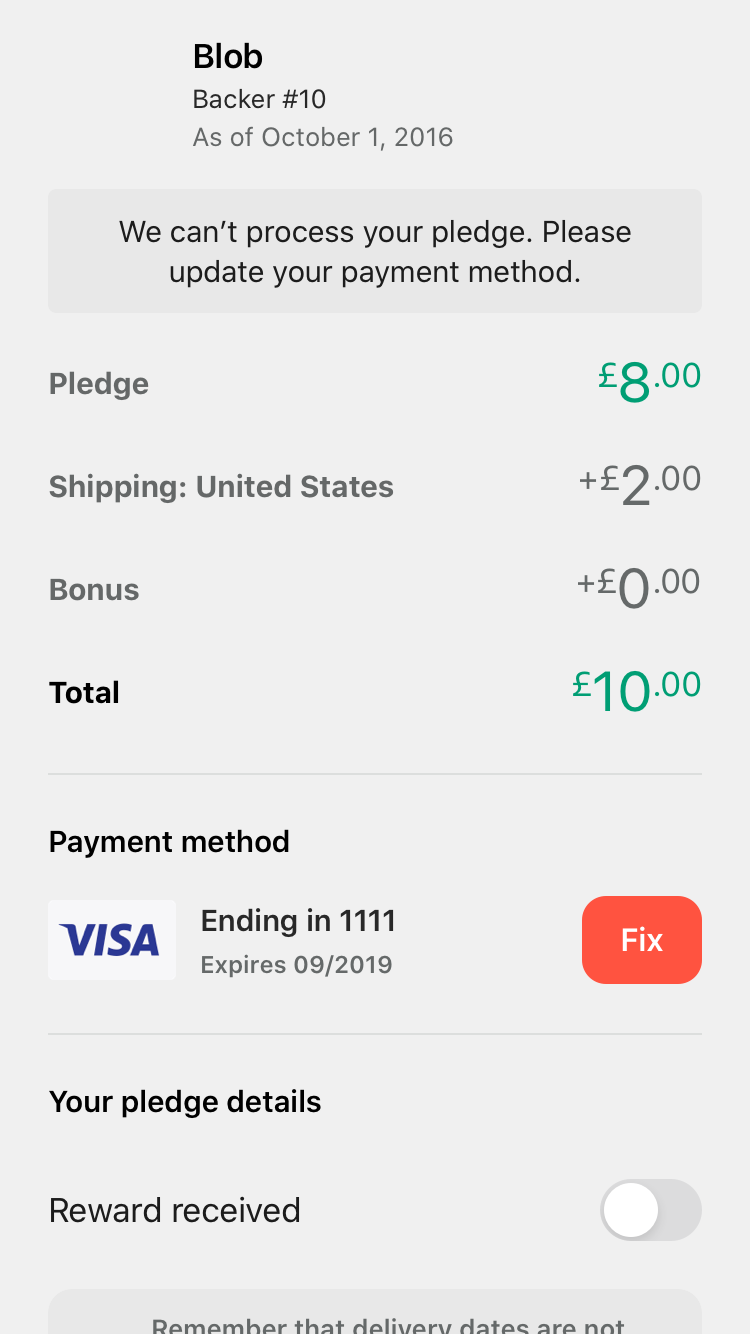 Blob
Backer #10
As of October 1, 2016
We can’t process your pledge. Please
update your payment method.
Pledge
£8.00
Shipping: United States
+£2.00
Bonus
+£0.00
Total
£10.00
Payment method
VISA
Ending in 1111
Expires 09/2019
Fix
Your pledge details
Reward received
Remember that delivery dates are not